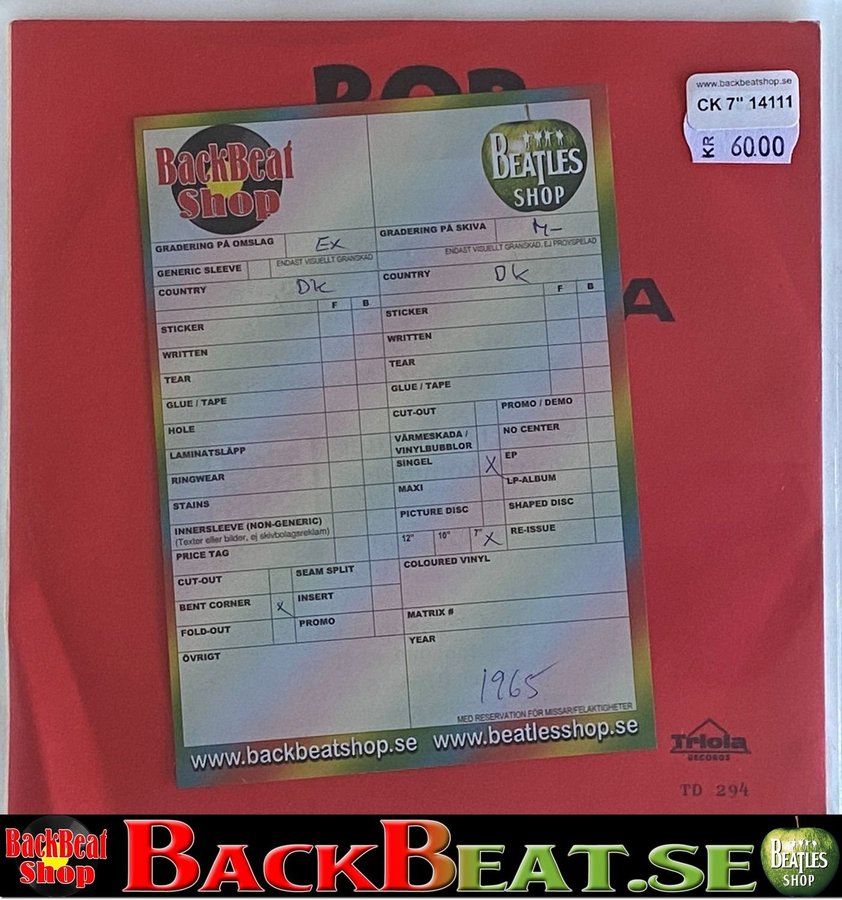 BOB
A
www.backbeatshop.se
CK 7" 14111
KR 60.00
BackBeat
Shop
BEATLES
SHOP
GRADERING PÅ OMSLAG Ex
ENDAST VISUELLT GRANSKAD
GENERIC SLEEVE
COUNTRY DK
F B
STICKER
WRITTEN
TEAR
GLUE / TAPE
HOLE
LAMINATSLÄPP
RINGWEAR
STAINS
INNERSLEEVE (NON-GENERIC)
(Texter eller bilder, ej skivbolagsreklam)
PRICE TAG
CUT-OUT SEAM SPLIT
BENT CORNER X INSERT
FOLD-OUT PROMO
ÖVRIGT
GRADERING PÅ SKIVA M-
ENDAST VISUELLT GRANSKAD, EJ PROVSPELAD
COUNTRY DK
F B
STICKER
WRITTEN
TEAR
GLUE / TAPE
CUT-OUT PROMO / DEMO
VÄRMESKADA /
VINYLBUBBLOR NO CENTER
SINGEL X EP
MAXI LP-ALBUM
PICTURE DISC SHAPED DISC
12" 10" 7" X RE-ISSUE
COLOURED VINYL
MATRIX #
YEAR
1965
MED RESERVATION FÖR MISSAR/FELAKTIGHETER
www.backbeatshop.se www.beatlesshop.se
Triola
RECORDS
TD 294
BackBeat
Shop
BACKBEAT.SE
BEATLES
SHOP